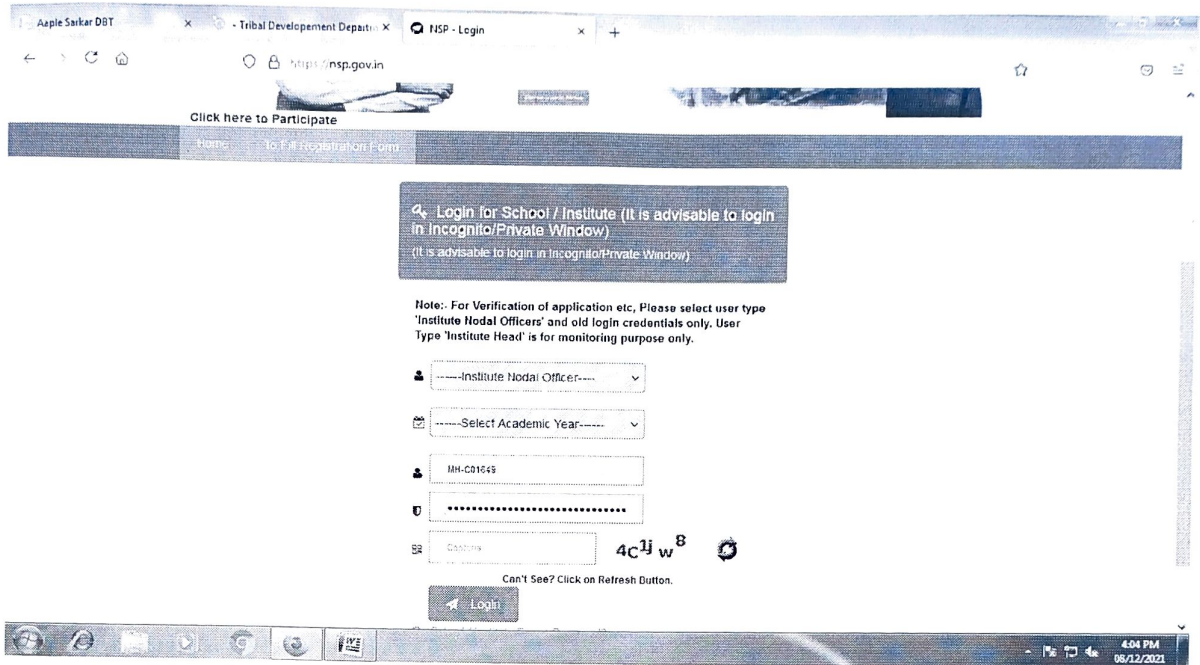 Aaple Sarkar DBT × - Tribal Developement Departm × NSP - Login × +
https://nsp.gov.in
Click here to Participate
Home To Fill Registration Form
Login for School / Institute (It is advisable to login
in Incognito/Private Window)
(It is advisable to login in Incognito/Private Window)
Note:- For Verification of application etc, Please select user type
'Institute Nodal Officers' and old login credentials only. User
Type 'Institute Head' is for monitoring purpose only.
------Institute Nodal Officer----
------Select Academic Year------
MH-C01649
Captcha 4c1jw8
Can't See? Click on Refresh Button.
Login
4:04 PM
08/12/2021